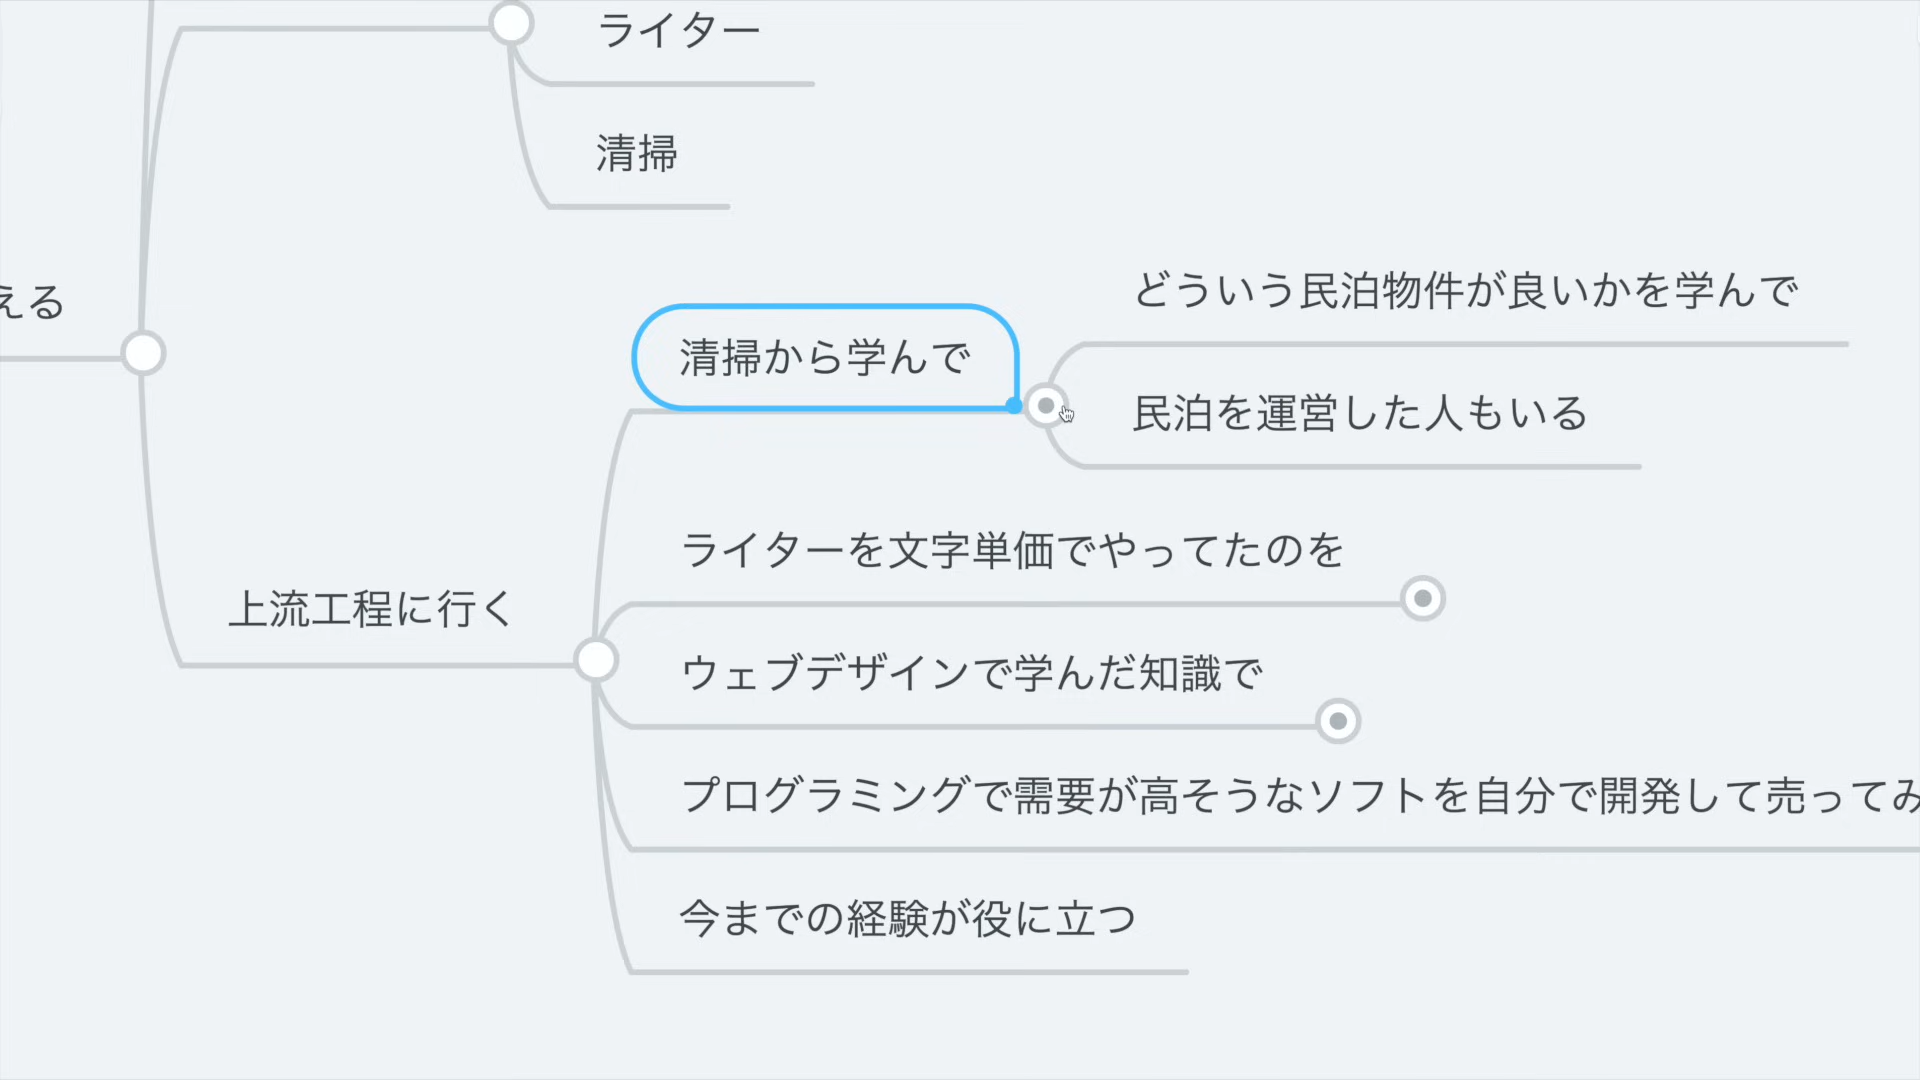 ライター
清掃
える
清掃から学んで
どういう民泊物件が良いかを学んで
民泊を運営した人もいる
上流工程に行く
ライターを文字単価でやってたのを
ウェブデザインで学んだ知識で
プログラミングで需要が高そうなソフトを自分で開発して売ってみ
今までの経験が役に立つ